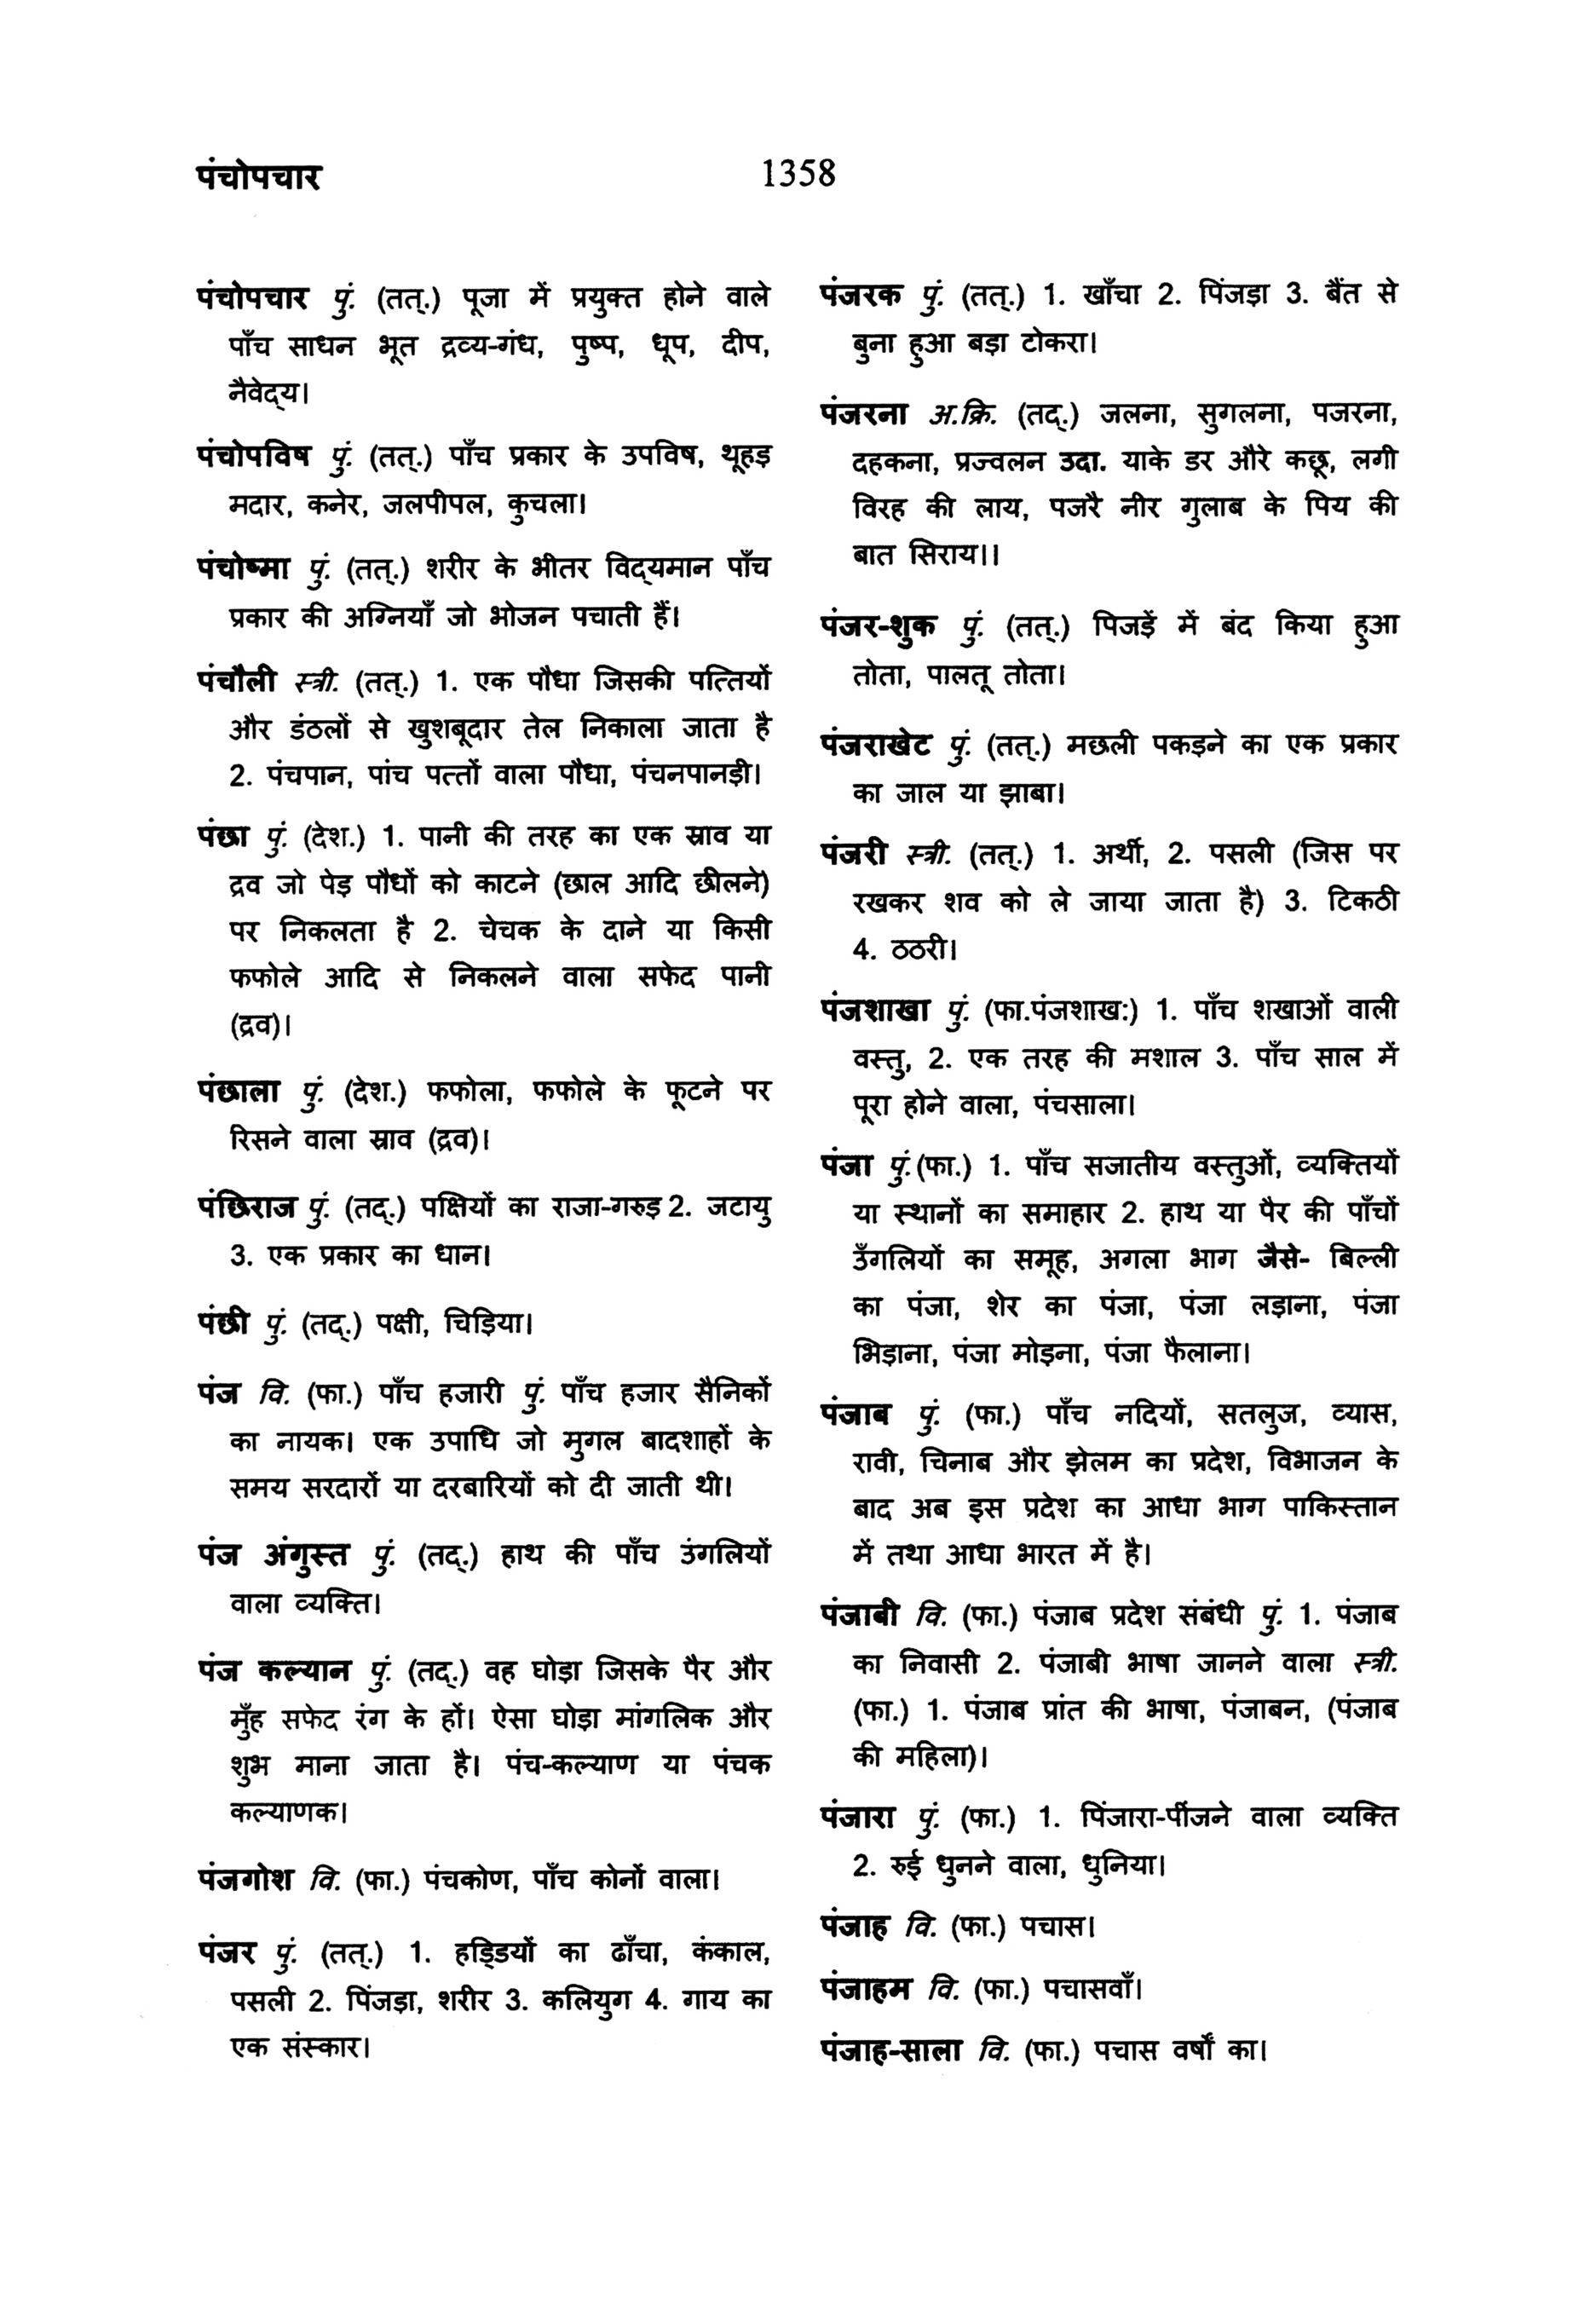 पंचोपचार
1358
पंचोपचार पुं. (तत्.) पूजा में प्रयुक्त होने वाले
पाँच साधन भूत द्रव्य-गंध, पुष्प, धूप, दीप,
नैवेद्य।
पंचोपविष पुं. (तत्.) पाँच प्रकार के उपविष, थूहड़
मदार, कनेर, जलपीपल, कुचला।
पंचोष्मा पुं. (तत्.) शरीर के भीतर विद्यमान पाँच
प्रकार की अग्नियाँ जो भोजन पचाती हैं।
पंचौली स्त्री. (तत्.) 1. एक पौधा जिसकी पत्तियों
और डंठलों से खुशबूदार तेल निकाला जाता है
2. पंचपान, पांच पत्तों वाला पौधा, पंचनपानड़ी।
पंछा पुं. (देश.) 1. पानी की तरह का एक स्राव या
द्रव जो पेड़ पौधों को काटने (छाल आदि छीलने)
पर निकलता है 2. चेचक के दाने या किसी
फफोले आदि से निकलने वाला सफेद पानी
(द्रव)।
पंछाला पुं. (देश.) फफोला, फफोले के फूटने पर
रिसने वाला स्राव (द्रव)।
पंछिराज पुं. (तद्.) पक्षियों का राजा-गरुड़ 2. जटायु
3. एक प्रकार का धान।
पंछी पुं. (तद्.) पक्षी, चिड़िया।
पंज वि. (फा.) पाँच हजारी पुं. पाँच हजार सैनिकों
का नायक। एक उपाधि जो मुगल बादशाहों के
समय सरदारों या दरबारियों को दी जाती थी।
पंज अंगुस्त पुं. (तद्.) हाथ की पाँच उंगलियों
वाला व्यक्ति।
पंज कल्यान पुं. (तद्.) वह घोड़ा जिसके पैर और
मुँह सफेद रंग के हों। ऐसा घोड़ा मांगलिक और
शुभ माना जाता है। पंच-कल्याण या पंचक
कल्याणक।
पंजगोश वि. (फा.) पंचकोण, पाँच कोनों वाला।
पंजर पुं. (तत्.) 1. हड्डियों का ढाँचा, कंकाल,
पसली 2. पिंजड़ा, शरीर 3. कलियुग 4. गाय का
एक संस्कार।
पंजरक पुं. (तत्.) 1. खाँचा 2. पिंजड़ा 3. बैंत से
बुना हुआ बड़ा टोकरा।
पंजरना अ.क्रि. (तद्.) जलना, सुगलना, पजरना,
दहकना, प्रज्वलन उदा. याके डर औरे कछू, लगी
विरह की लाय, पजरै नीर गुलाब के पिय की
बात सिराय।।
पंजर-शुक पुं. (तत्.) पिजड़ें में बंद किया हुआ
तोता, पालतू तोता।
पंजराखेट पुं. (तत्.) मछली पकड़ने का एक प्रकार
का जाल या झाबा।
पंजरी स्त्री. (तत्.) 1. अर्थी, 2. पसली (जिस पर
रखकर शव को ले जाया जाता है) 3. टिकठी
4. ठठरी।
पंजशाखा पुं. (फा.पंजशाख:) 1. पाँच शखाओं वाली
वस्तु, 2. एक तरह की मशाल 3. पाँच साल में
पूरा होने वाला, पंचसाला।
पंजा पुं.(फा.) 1. पाँच सजातीय वस्तुओं, व्यक्तियों
या स्थानों का समाहार 2. हाथ या पैर की पाँचों
उँगलियों का समूह, अगला भाग जैसे- बिल्ली
का पंजा, शेर का पंजा, पंजा लड़ाना, पंजा
भिड़ाना, पंजा मोड़ना, पंजा फैलाना।
पंजाब पुं. (फा.) पाँच नदियों, सतलुज, व्यास,
रावी, चिनाब और झेलम का प्रदेश, विभाजन के
बाद अब इस प्रदेश का आधा भाग पाकिस्तान
में तथा आधा भारत में है।
पंजाबी वि. (फा.) पंजाब प्रदेश संबंधी पुं. 1. पंजाब
का निवासी 2. पंजाबी भाषा जानने वाला स्त्री.
(फा.) 1. पंजाब प्रांत की भाषा, पंजाबन, (पंजाब
की महिला)।
पंजारा पुं. (फा.) 1. पिंजारा-पींजने वाला व्यक्ति
2. रुई धुनने वाला, धुनिया।
पंजाह वि. (फा.) पचास।
पंजाहम वि. (फा.) पचासवाँ।
पंजाह-साला वि. (फा.) पचास वर्षों का।